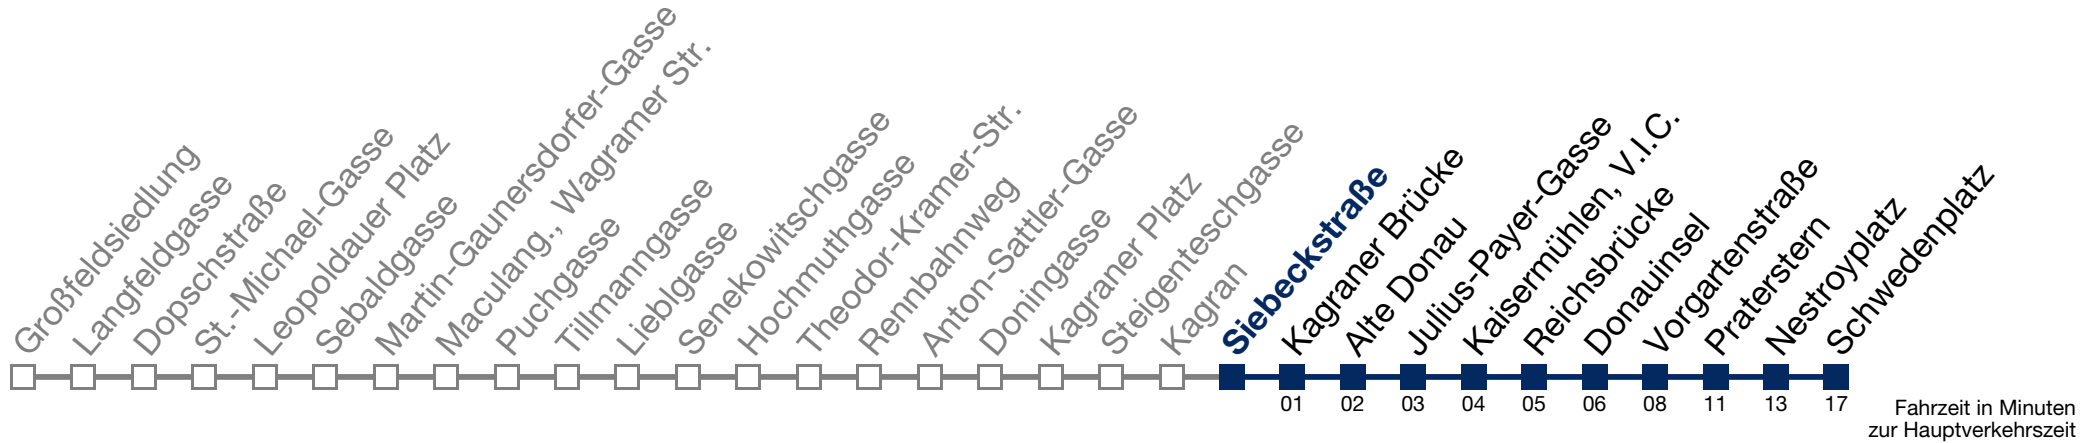 Großfeldsiedlung
Langfeldgasse
Dopschstraße
St.-Michael-Gasse
Leopoldauer Platz
Sebaldgasse
Martin-Gaunersdorfer-Gasse
Maculang., Wagramer Str.
Puchgasse
Tillmanngasse
Lieblgasse
Senekowitschgasse
Hochmuthgasse
Theodor-Kramer-Str.
Rennbahnweg
Anton-Sattler-Gasse
Doningasse
Kagraner Platz
Steigenteschgasse
Kagran
Siebeckstraße
Kagraner Brücke
Alte Donau
Julius-Payer-Gasse
Kaisermühlen, V.I.C.
Reichsbrücke
Donauinsel
Vorgartenstraße
Praterstern
Nestroyplatz
Schwedenplatz
01 02 03 04 05 06 08 11 13 17
Fahrzeit in Minuten
zur Hauptverkehrszeit